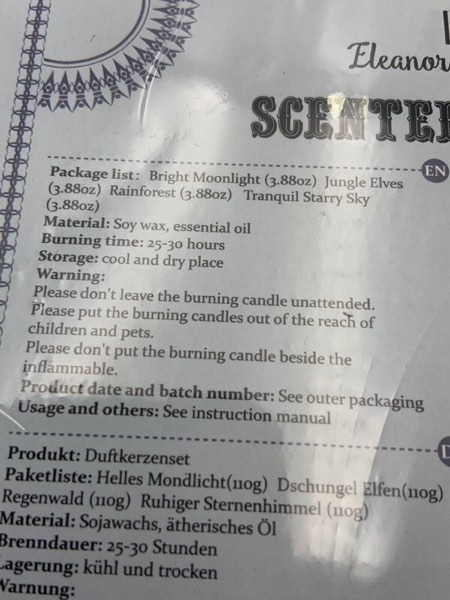 Eleanor
SCENTE
EN
Package list: Bright Moonlight (3.88oz) Jungle Elves
(3.88oz) Rainforest (3.88oz) Tranquil Starry Sky
(3.88oz)
Material: Soy wax, essential oil
Burning time: 25-30 hours
Storage: cool and dry place
Warning:
Please don't leave the burning candle unattended.
Please put the burning candles out of the reach of
children and pets.
Please don't put the burning candle beside the
inflammable.
Product date and batch number: See outer packaging
Usage and others: See instruction manual
Produkt: Duftkerzenset
Paketliste: Helles Mondlicht(110g) Dschungel Elfen(110g)
Regenwald (110g) Ruhiger Sternenhimmel (110g)
Material: Sojawachs, ätherisches Öl
Brenndauer: 25-30 Stunden
Lagerung: kühl und trocken
Warnung: